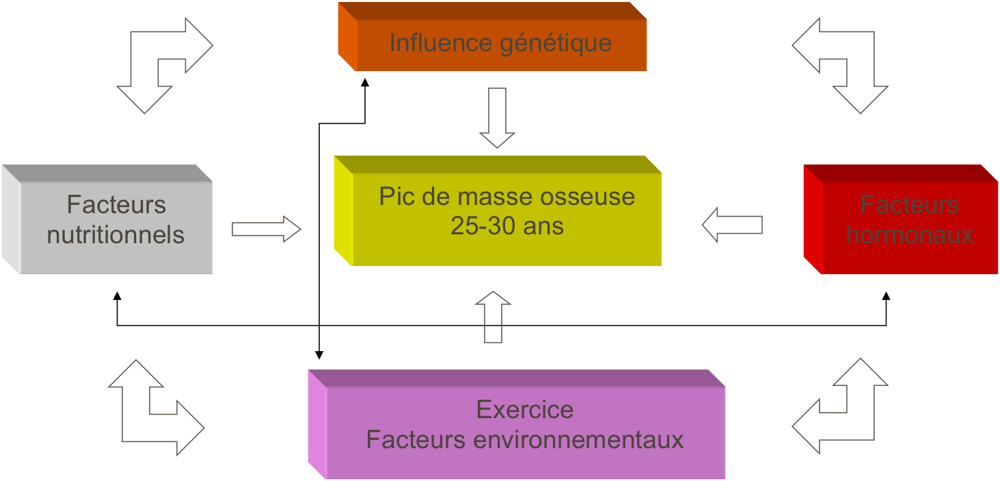 Influence génétique
Facteurs
nutritionnels
Pic de masse osseuse
25-30 ans
Facteurs
hormonaux
Exercice
Facteurs environnementaux